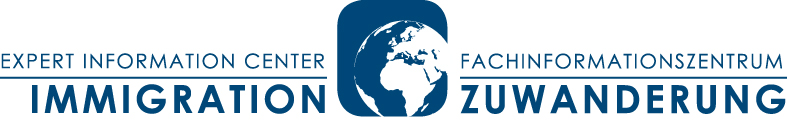 EXPERT INFORMATION CENTER
IMMIGRATION
FACHINFORMATIONSZENTRUM
ZUWANDERUNG